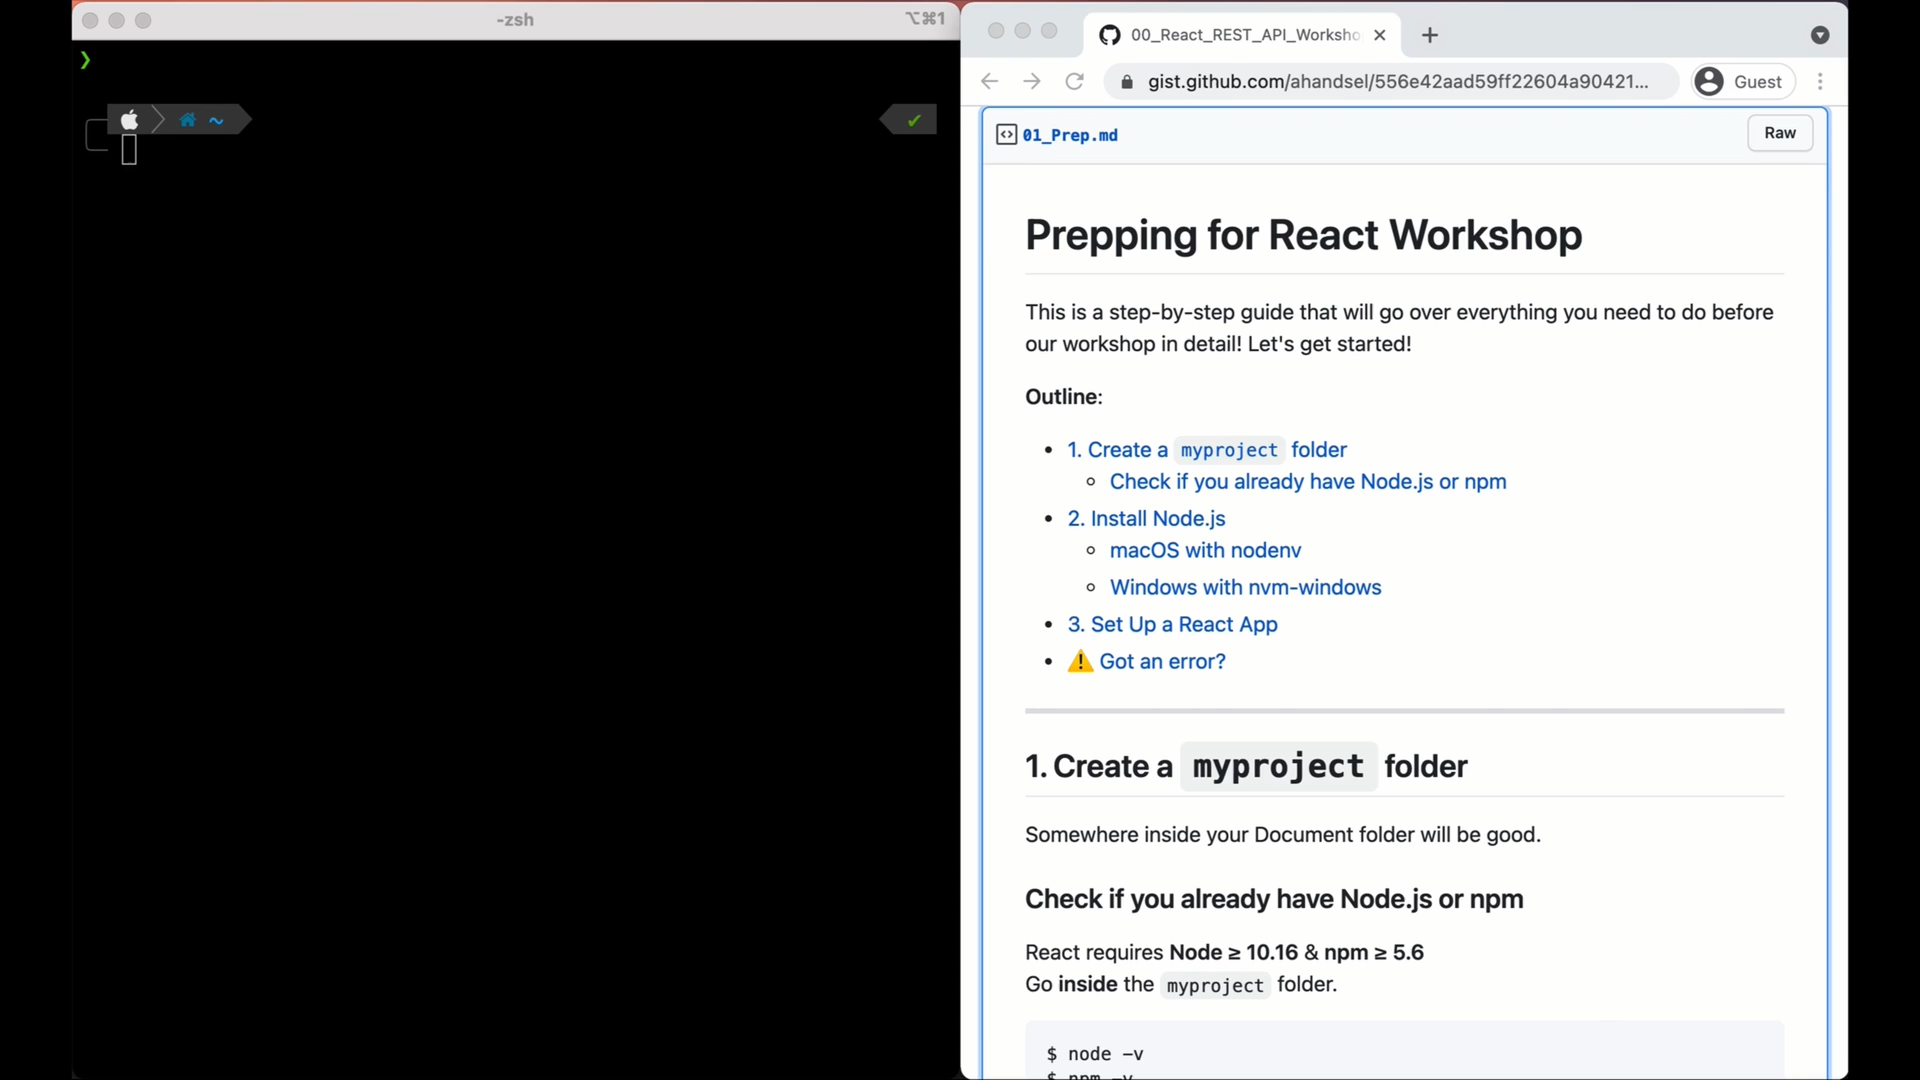 -zsh
⌥⌘1
❯
~
✔
00_React_REST_API_Worksho
gist.github.com/ahandsel/556e42aad59ff22604a90421...
Guest
01_Prep.md
Raw
Prepping for React Workshop
This is a step-by-step guide that will go over everything you need to do before
our workshop in detail! Let's get started!
Outline:
• 1. Create a myproject folder
◦ Check if you already have Node.js or npm
• 2. Install Node.js
◦ macOS with nodenv
◦ Windows with nvm-windows
• 3. Set Up a React App
• ⚠️ Got an error?
1. Create a myproject folder
Somewhere inside your Document folder will be good.
Check if you already have Node.js or npm
React requires Node ≥ 10.16 & npm ≥ 5.6
Go inside the myproject folder.
$ node -v
$ npm -v